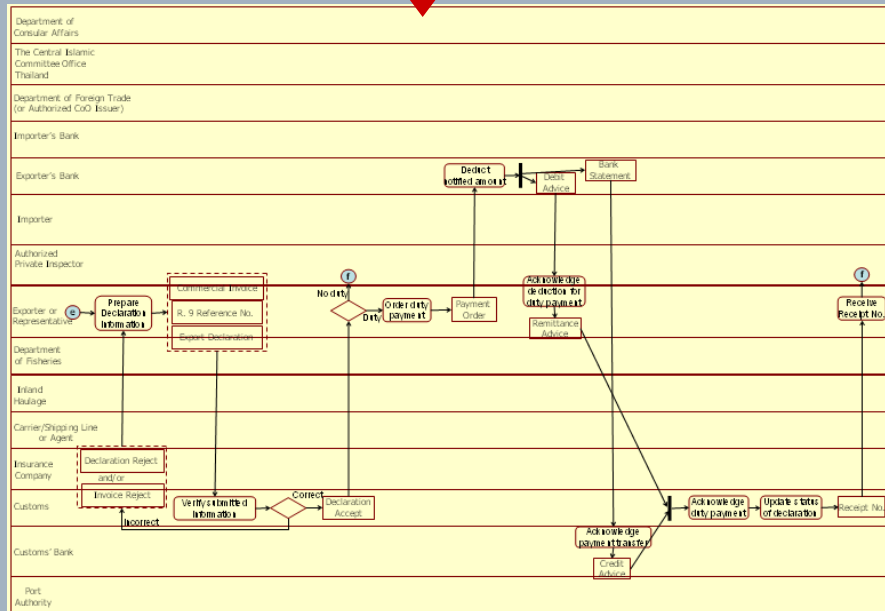 Department of
Consular Affairs
The Central Islamic
Committee Office
Thailand
Department of Foreign Trade
(or Authorized CoO Issuer)
Importer's Bank
Exporter's Bank
Deduct
notified amount
Debit
Advice
Bank
Statement
Importer
Authorized
Private Inspector
Exporter or
Representative
e
Prepare
Declaration
Information
Commercial Invoice
R. 9 Reference No.
Export Declaration
f
No duty
Duty
Order duty
payment
Payment
Order
Acknowledge
deduction for
duty payment
Remittance
Advice
f
Receive
Receipt No.
Department
of Fisheries
Inland
Haulage
Carrier/Shipping Line
or Agent
Insurance
Company
Declaration Reject
and/or
Invoice Reject
Customs
Incorrect
Verify submitted
Information
Correct
Declaration
Accept
Acknowledge
duty payment
Update status
of declaration
Receipt No.
Customs' Bank
Acknowledge
payment transfer
Credit
Advice
Port
Authority